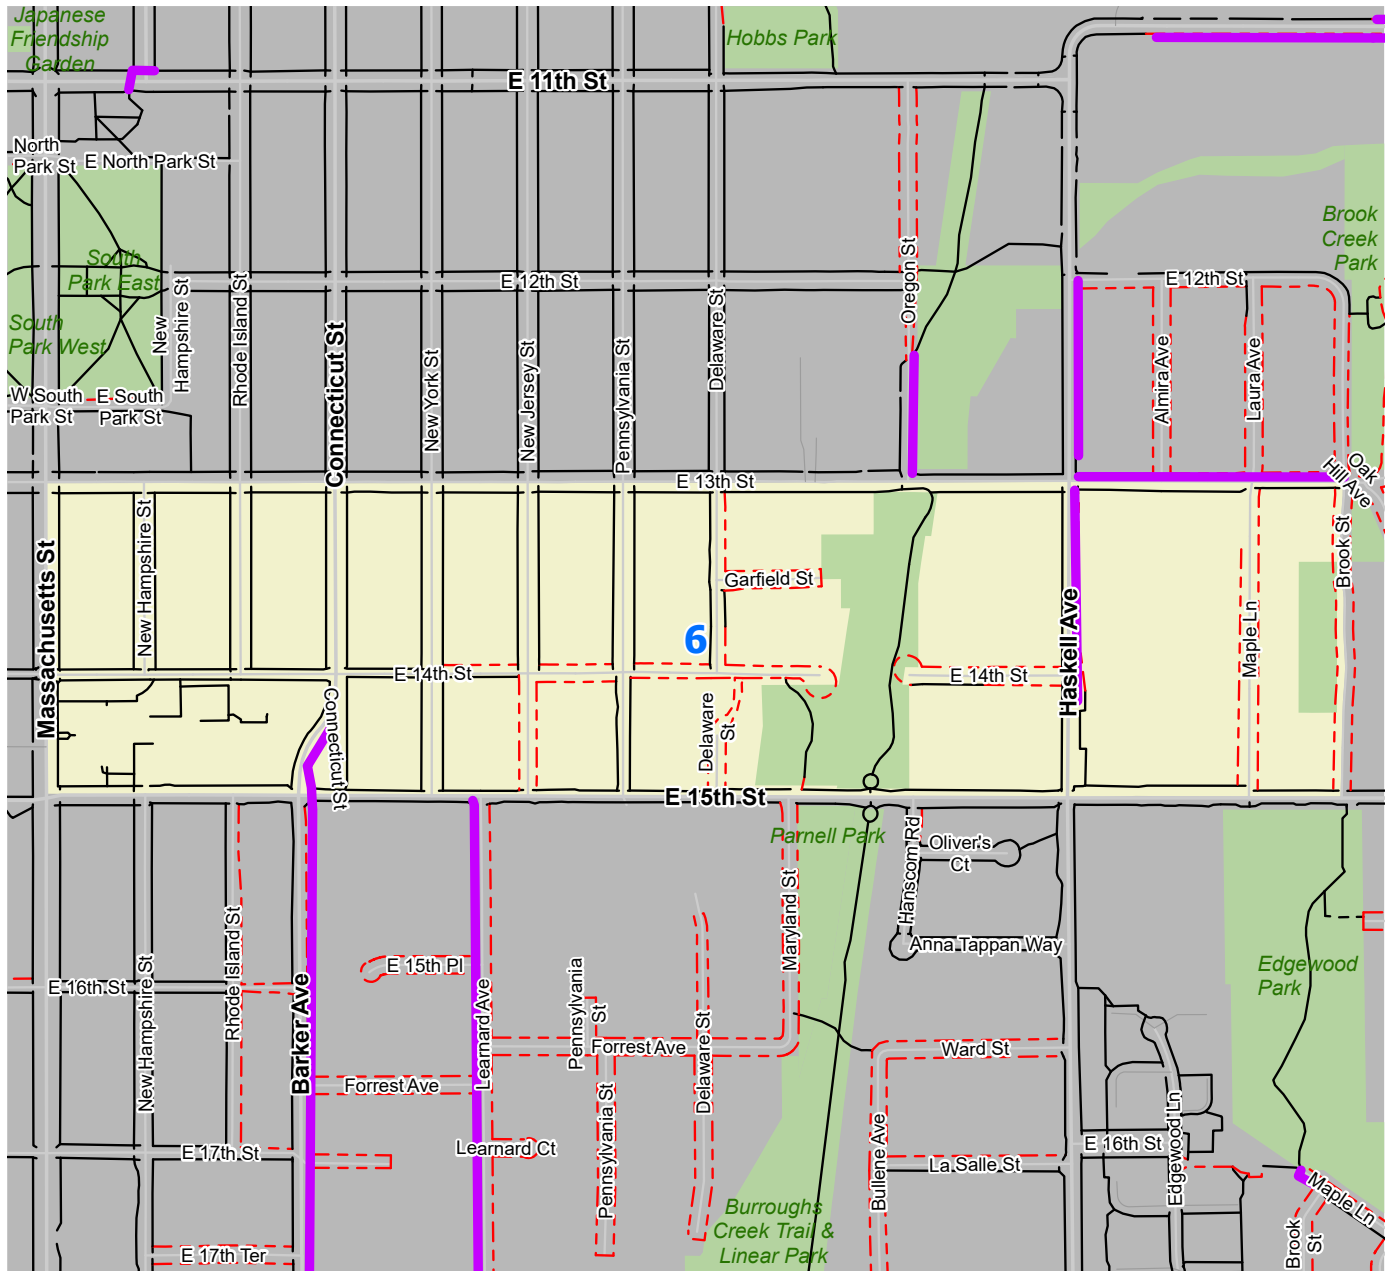 Japanese
Friendship
Garden
Hobbs Park
E 11th St
North
Park St
E North Park St
Brook
Creek
Park
South
Park East
New
Hampshire St
Rhode Island St
E 12th St
Oregon St
E 12th St
South
Park West
Connecticut St
New York St
New Jersey St
Pennsylvania St
Delaware St
Almira Ave
Laura Ave
W South
Park St
E South
Park St
E 13th St
Oak
Hill Ave
Massachusetts St
New Hampshire St
Garfield St
Brook St
Haskell Ave
Maple Ln
6
E 14th St
E 14th St
Connecticut St
Delaware
St
E 15th St
Parnell Park
Hanscom Rd
Oliver's
Ct
Maryland St
Anna Tappan Way
Rhode Island St
E 15th Pl
Edgewood
Park
E 16th St
New Hampshire St
Barker Ave
Learnard Ave
Pennsylvania
St
Forrest Ave
Delaware St
Ward St
Forrest Ave
Pennsylvania St
Bullene Ave
Edgewood Ln
E 16th St
E 17th St
Learnard Ct
La Salle St
Maple Ln
Burroughs
Creek Trail &
Linear Park
Brook
St
E 17th Ter